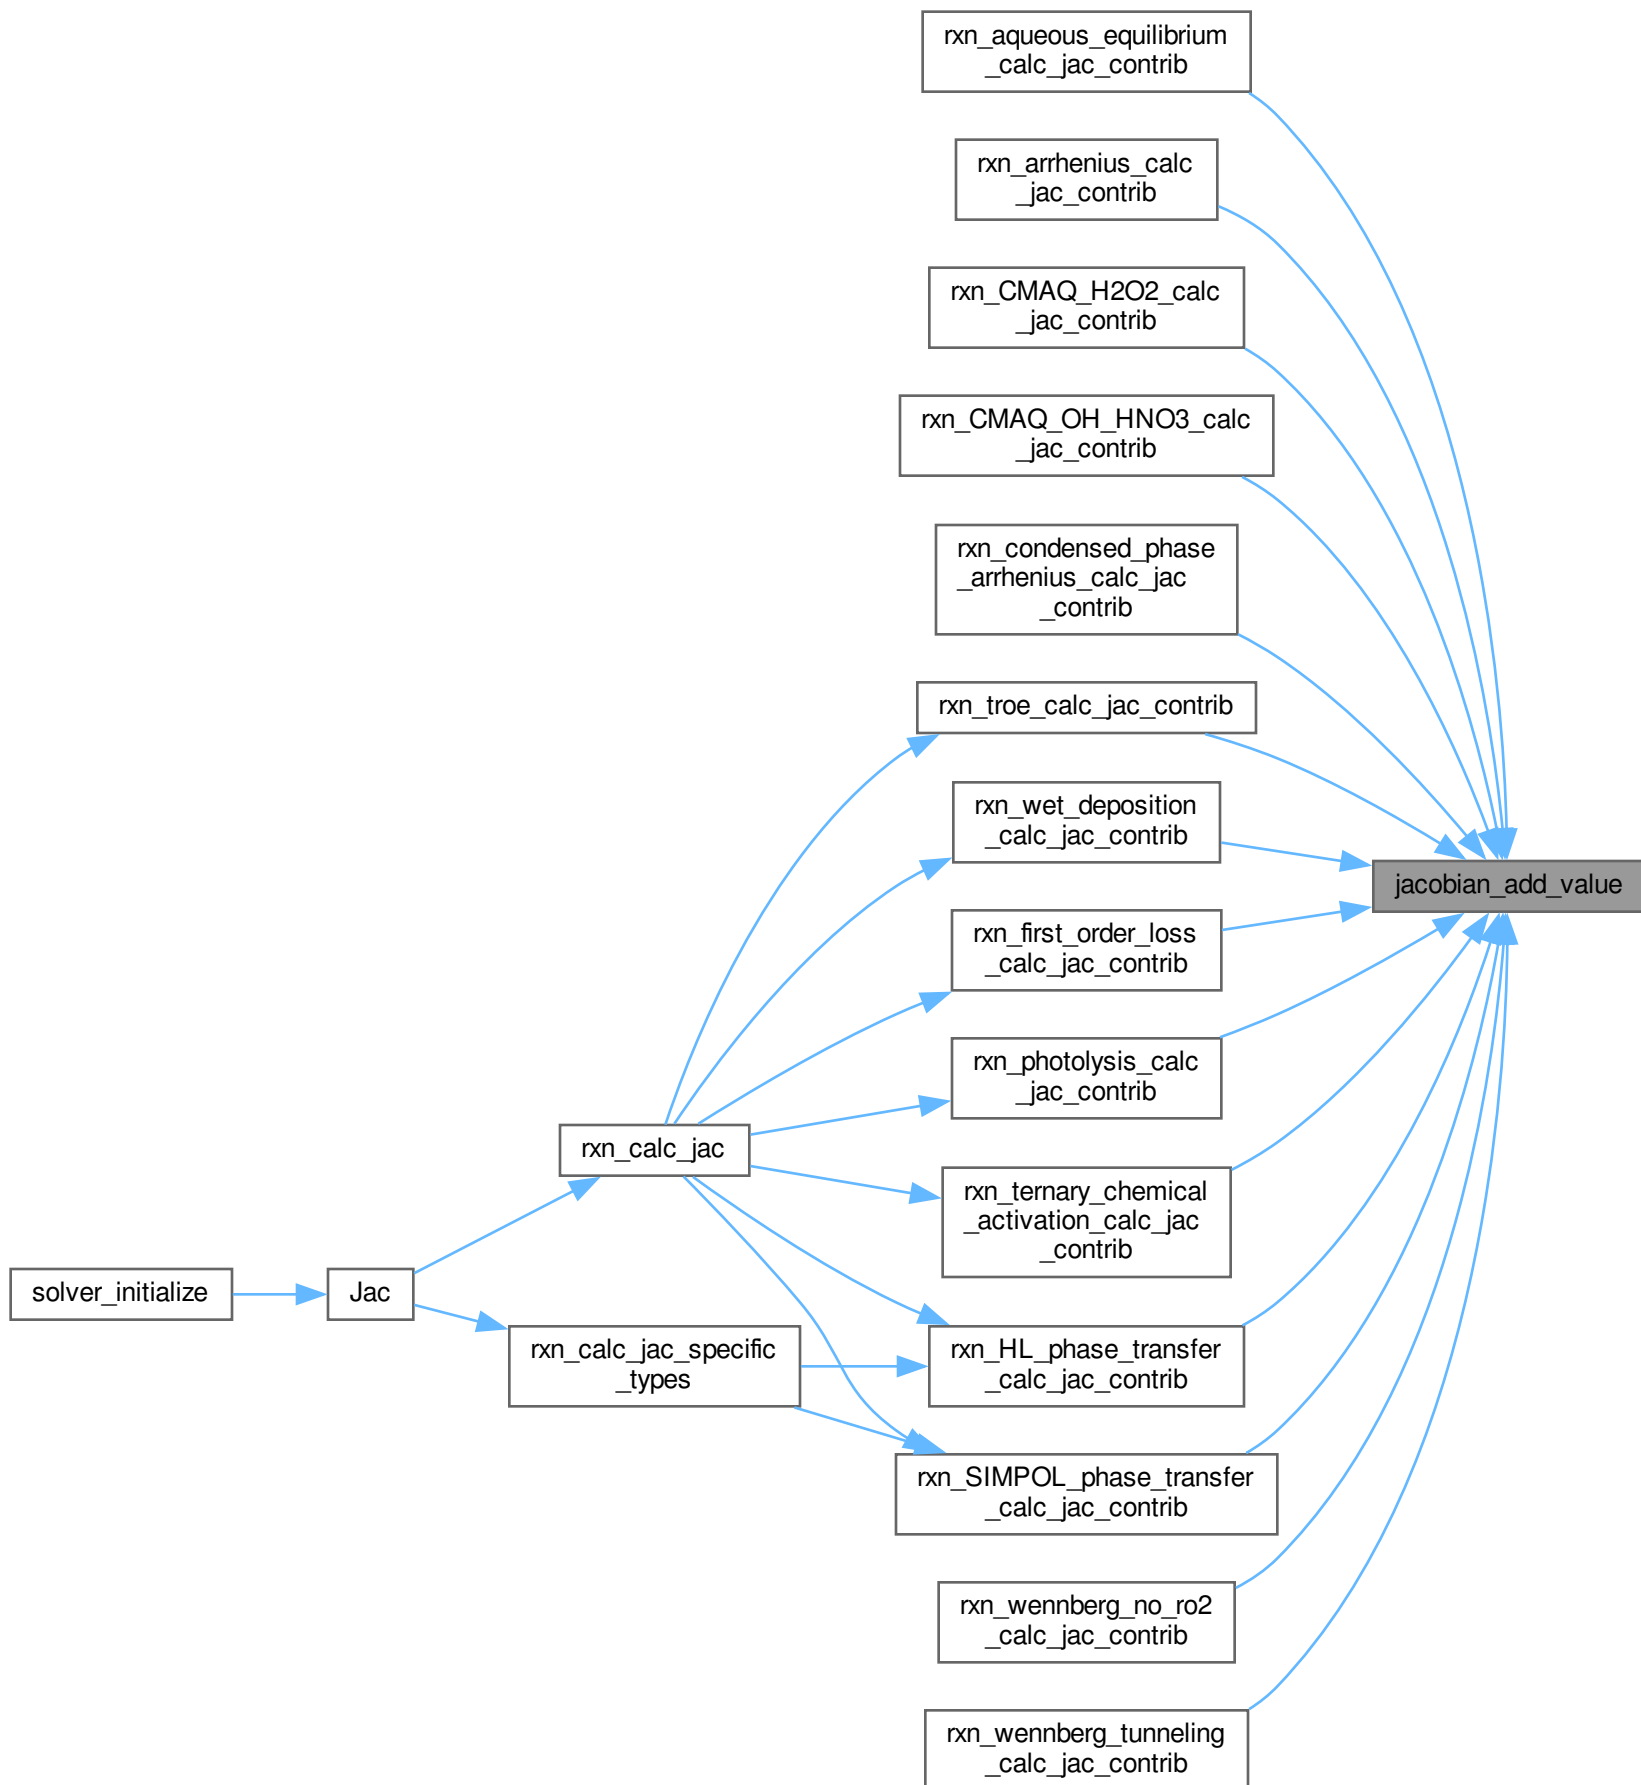 rxn_aqueous_equilibrium
_calc_jac_contrib
rxn_arrhenius_calc
_jac_contrib
rxn_CMAQ_H2O2_calc
_jac_contrib
rxn_CMAQ_OH_HNO3_calc
_jac_contrib
rxn_condensed_phase
_arrhenius_calc_jac
_contrib
rxn_troe_calc_jac_contrib
rxn_wet_deposition
_calc_jac_contrib
jacobian_add_value
rxn_first_order_loss
_calc_jac_contrib
rxn_photolysis_calc
_jac_contrib
rxn_calc_jac
rxn_ternary_chemical
_activation_calc_jac
_contrib
solver_initialize
Jac
rxn_calc_jac_specific
_types
rxn_HL_phase_transfer
_calc_jac_contrib
rxn_SIMPOL_phase_transfer
_calc_jac_contrib
rxn_wennberg_no_ro2
_calc_jac_contrib
rxn_wennberg_tunneling
_calc_jac_contrib